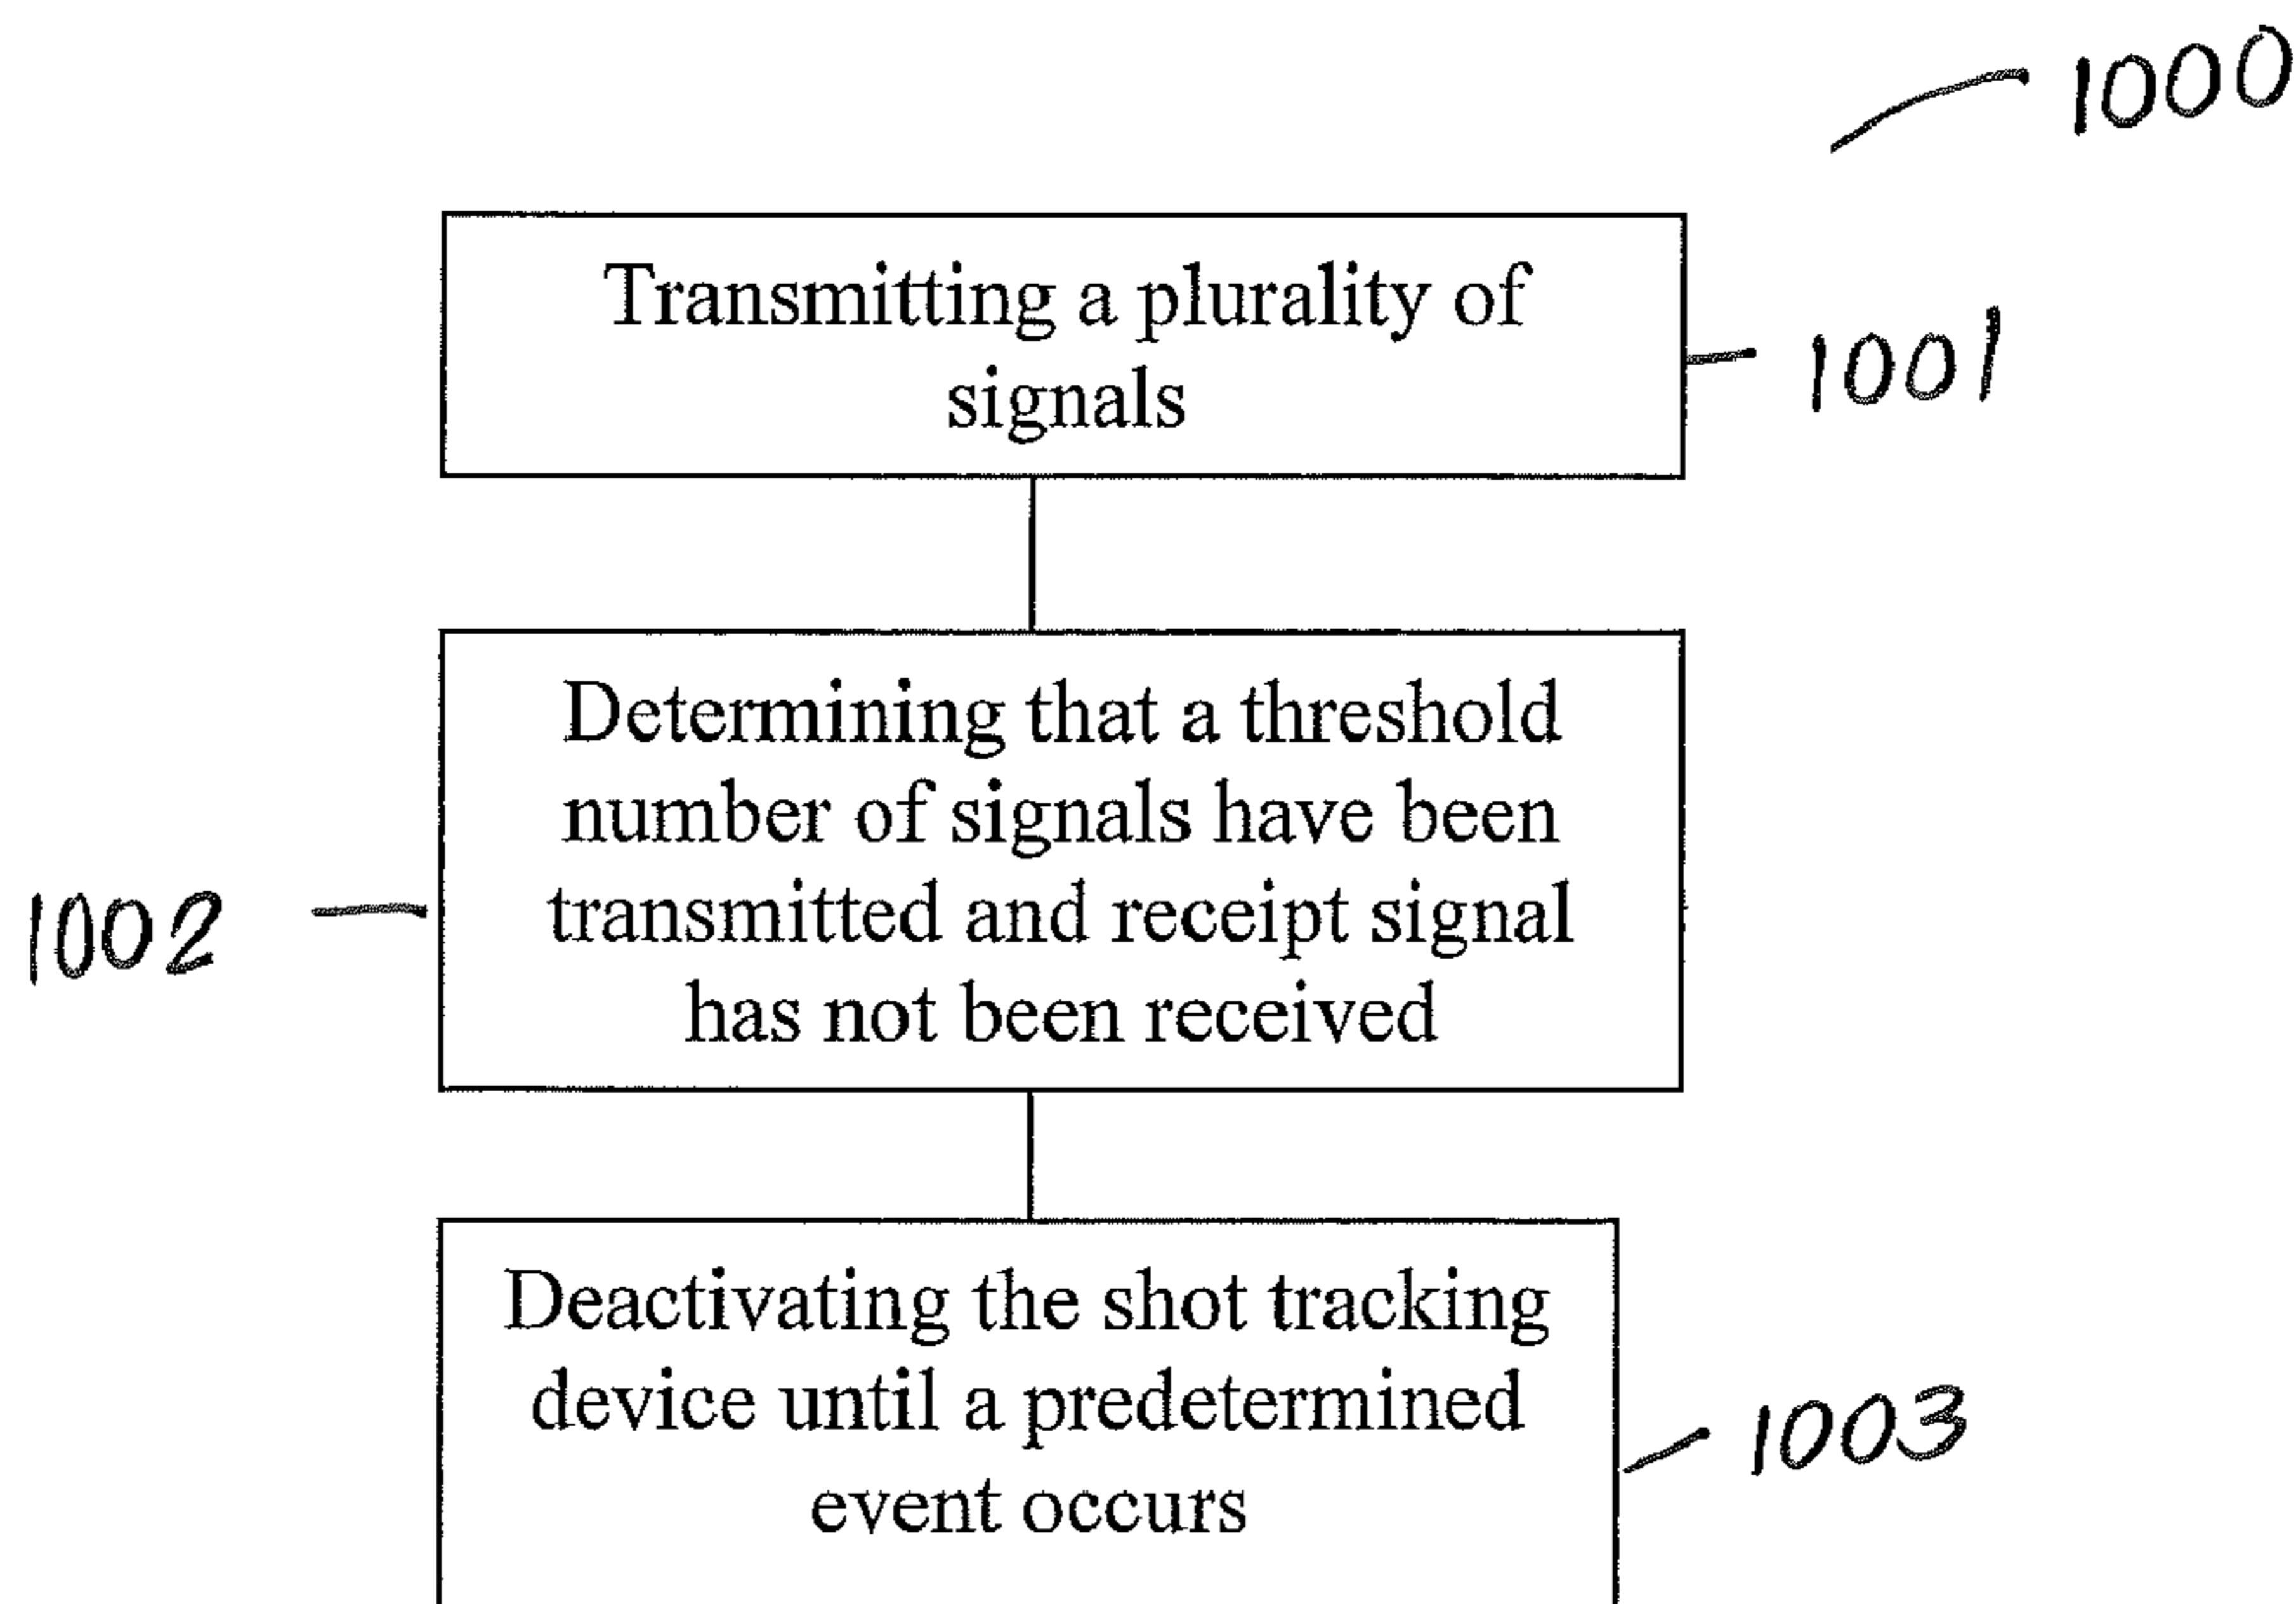 1000
Transmitting a plurality of
signals
1001
Determining that a threshold
number of signals have been
transmitted and receipt signal
has not been received
1002
Deactivating the shot tracking
device until a predetermined
event occurs
1003